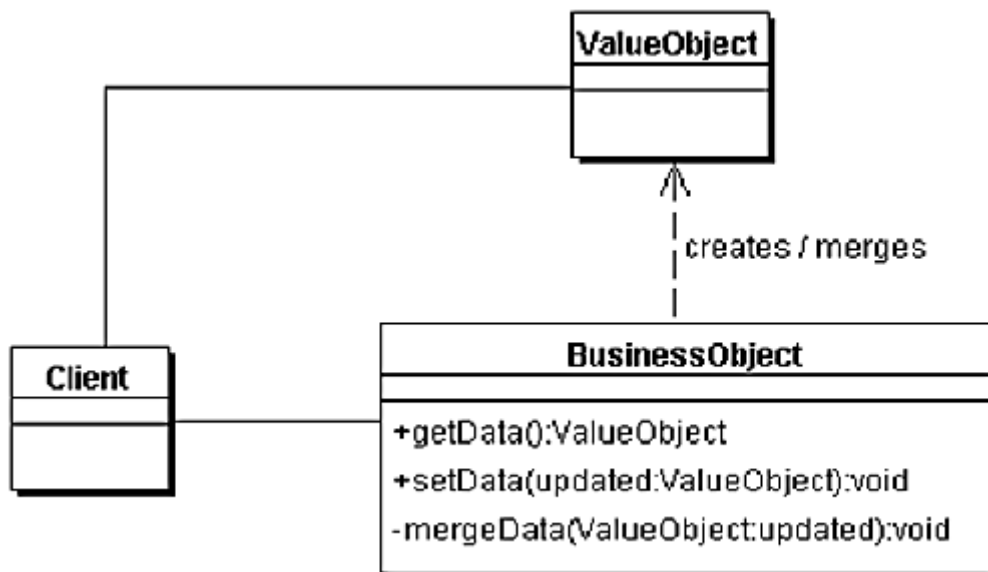 ValueObject
creates / merges
Client
BusinessObject
+getData():ValueObject
+setData(updated:ValueObject):void
-mergeData(ValueObject:updated):void